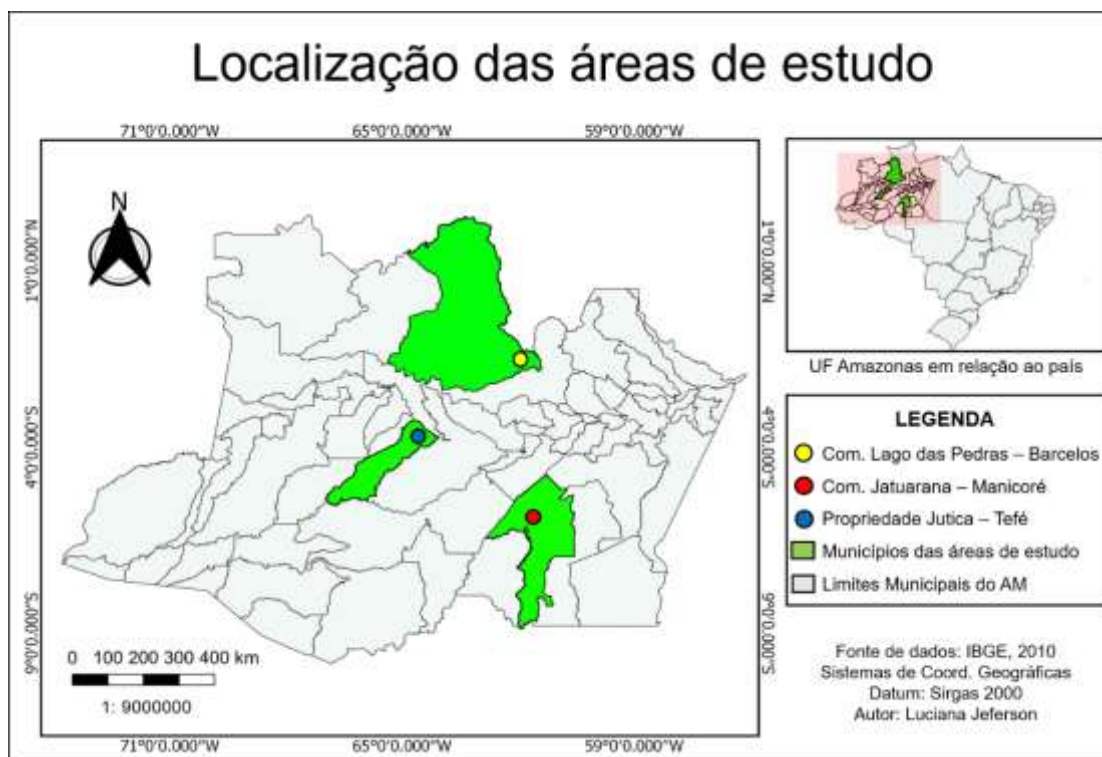 Localização das áreas de estudo
71°0'0.000"W
65°0'0.000"W
59°0'0.000"W
N
1°0'0.000"N
4°0'0.000"S
9°0'0.000"S
1°0'0.000"N
4°0'0.000"S
9°0'0.000"S
0 100 200 300 400 km
1: 9000000
71°0'0.000"W
65°0'0.000"W
59°0'0.000"W
UF Amazonas em relação ao país
LEGENDA
Com. Lago das Pedras – Barcelos
Com. Jatuarana – Manicoré
Propriedade Jutica – Tefé
Municípios das áreas de estudo
Limites Municipais do AM
Fonte de dados: IBGE, 2010
Sistemas de Coord. Geográficas
Datum: Sirgas 2000
Autor: Luciana Jeferson